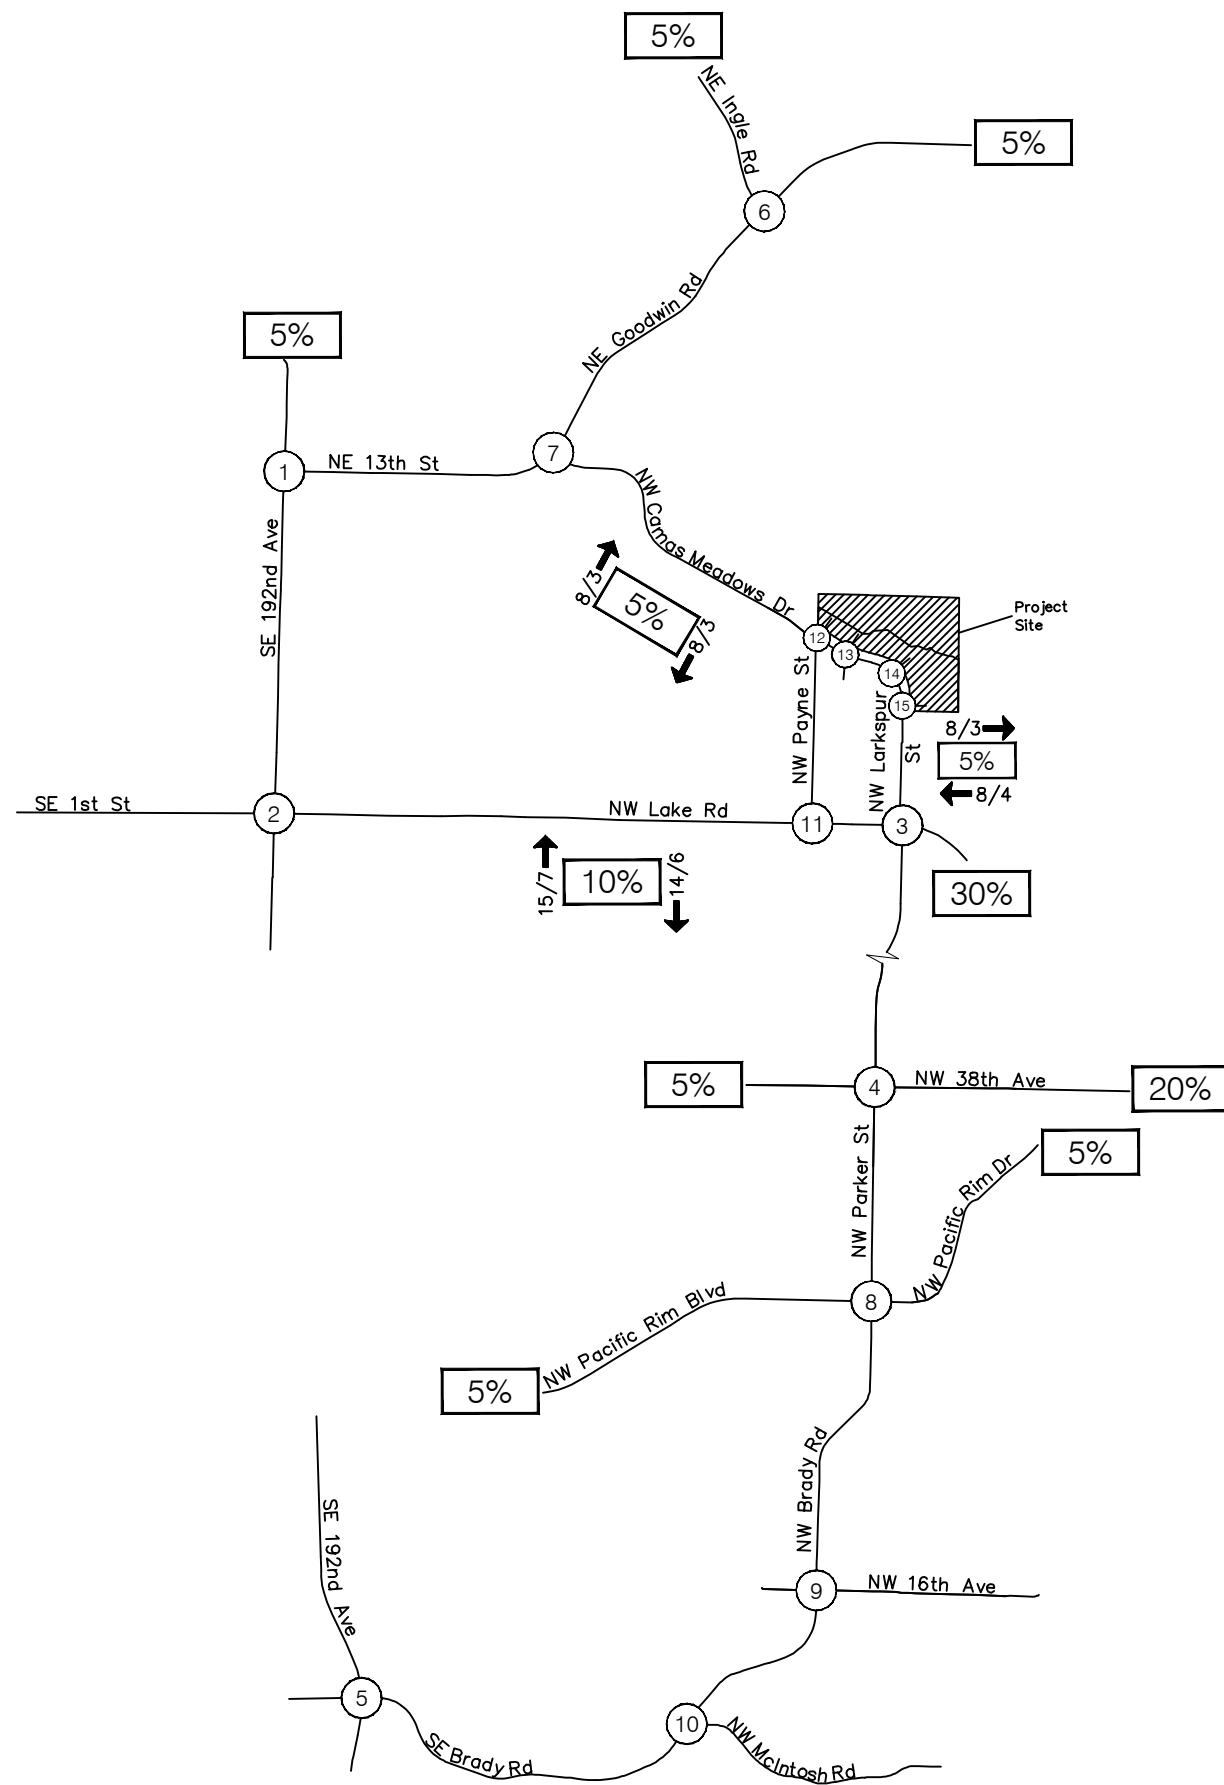 5%
NE Ingle Rd
5%
6
NE Goodwin Rd
5%
7
1
NE 13th St
NW Camas Meadows Dr
SE 192nd Ave
8/3
5%
8/3
Project
Site
12
13
14
15
NW Payne St
NW Larkspur
St
8/3
5%
8/4
SE 1st St
2
NW Lake Rd
11
3
15/7
10%
14/6
30%
5%
4
NW 38th Ave
20%
NW Parker St
5%
NW Pacific Rim Dr
8
NW Pacific Rim Blvd
5%
NW Brady Rd
SE 192nd Ave
9
NW 16th Ave
5
10
SE Brady Rd
NW McIntosh Rd